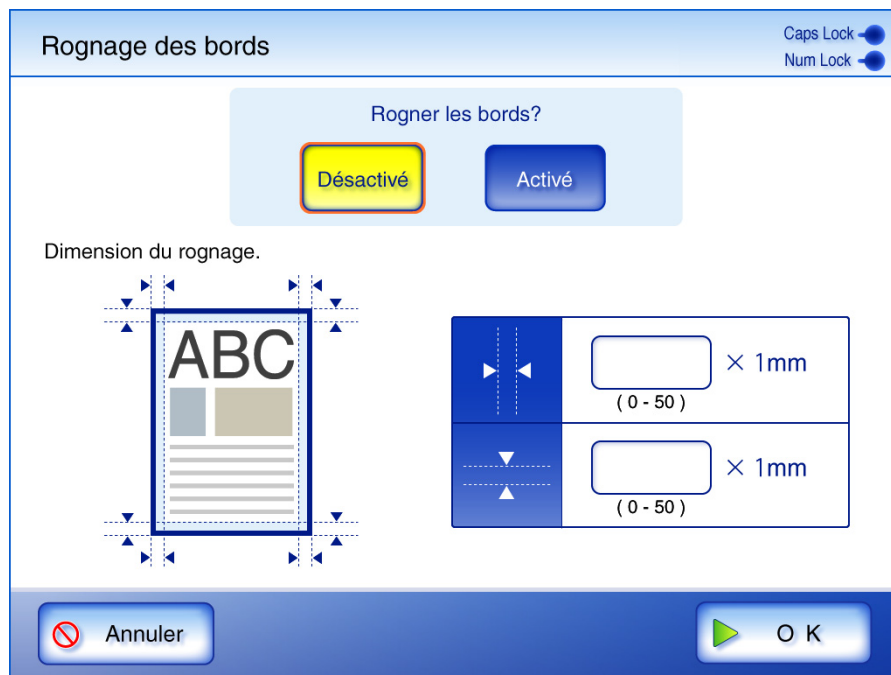 Rognage des bords
Caps Lock
Num Lock
Rogner les bords?
Désactivé
Activé
Dimension du rognage.
ABC
× 1mm
( 0 - 50 )
× 1mm
( 0 - 50 )
Annuler
O K